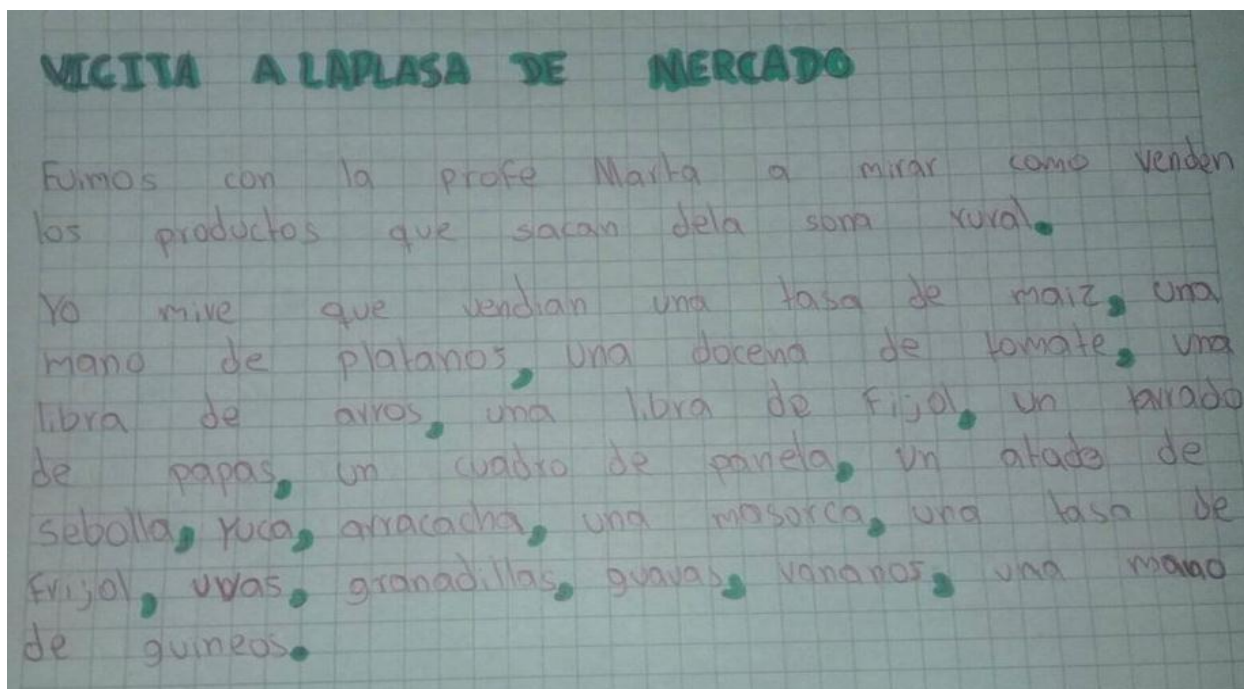 VICITA A LAPLASA DE MERCADO
Fuimos con la profe Marta a mirar como venden
los productos que sacan dela sona rural.
Yo mire que vendian una tasa de maiz, una
mano de platanos, una docena de tomate, una
libra de arros, una libra de fijol, un
de papas, un cuadro de panela, un atado de
sebolla, yuca, arracacha, una masorca, una tasa de
frijol, uvas, granadillas, guavas, vananos, una mano
de guineos.